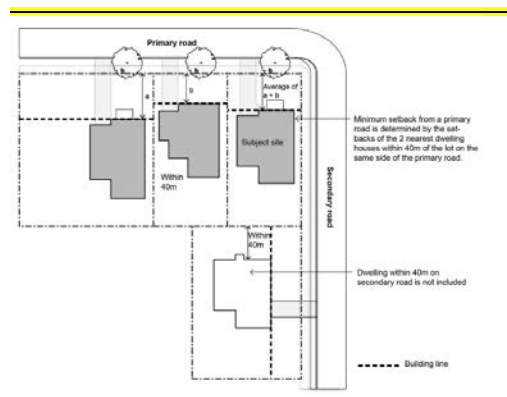 Primary road
a
b
Average of
a + b
Subject site
Within
40m
Minimum setback from a primary
road is determined by the set-
backs of the 2 nearest dwelling
houses within 40m of the lot on the
same side of the primary road.
Secondary road
Within
40m
Dwelling within 40m on
secondary road is not included
Building line